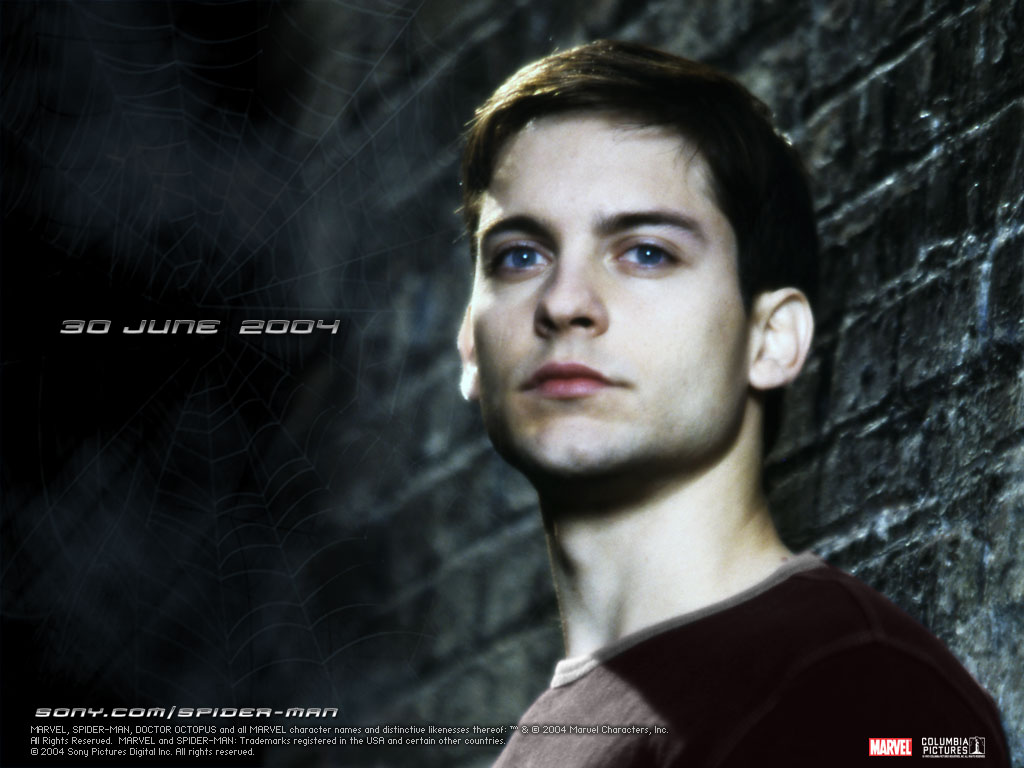 30 JUNE 2004
SONY.COM/SPIDER-MAN
MARVEL, SPIDER-MAN, DOCTOR OCTOPUS and all MARVEL character names and distinctive likenesses thereof: ™ & © 2004 Marvel Characters, Inc.
All Rights Reserved. MARVEL and SPIDER-MAN: Trademarks registered in the USA and certain other countries.
© 2004 Sony Pictures Digital Inc. All rights reserved.
MARVEL
COLUMBIA
PICTURES